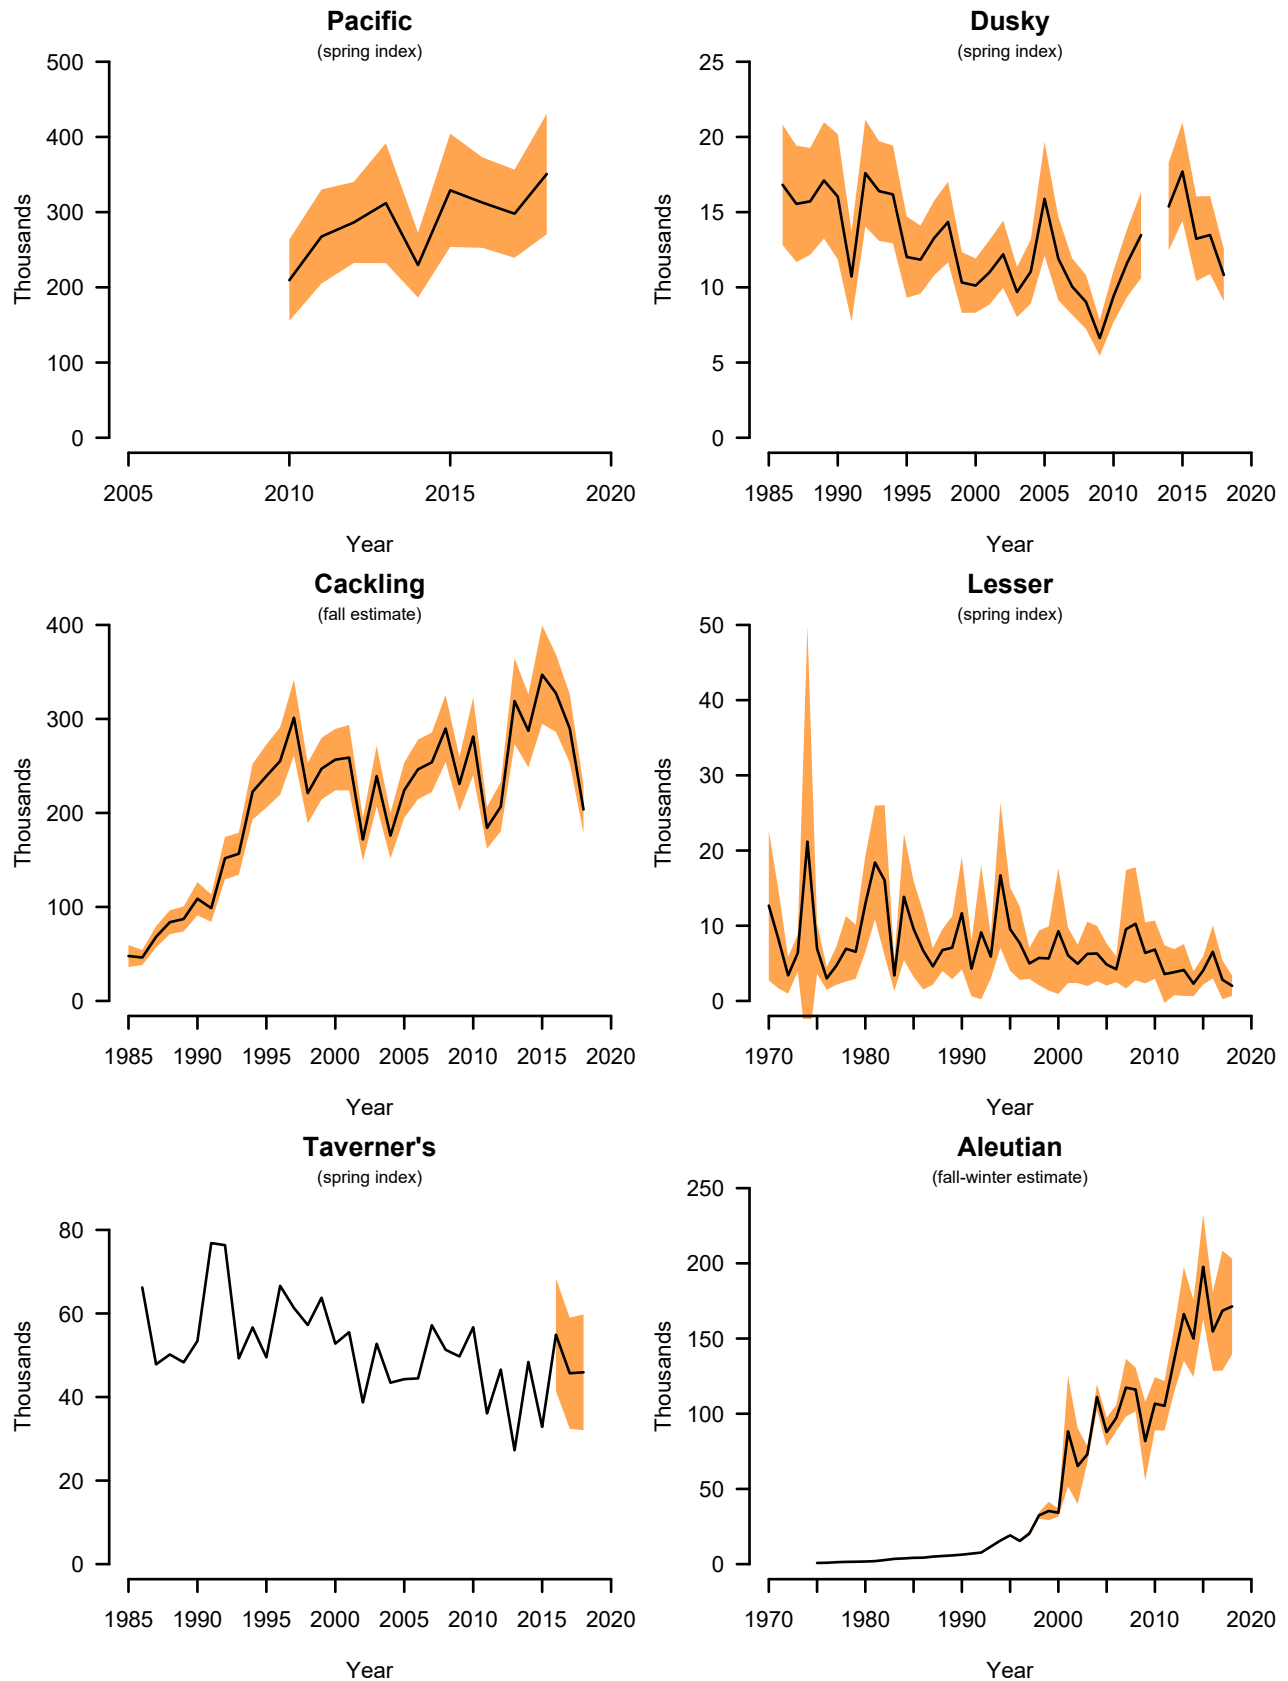 Pacific
(spring index)
500
400
300
200
100
0
Thousands
2005 2010 2015 2020
Year
Dusky
(spring index)
25
20
15
10
5
0
Thousands
1985 1990 1995 2000 2005 2010 2015 2020
Year
Cackling
(fall estimate)
400
300
200
100
0
Thousands
1985 1990 1995 2000 2005 2010 2015 2020
Year
Lesser
(spring index)
50
40
30
20
10
0
Thousands
1970 1980 1990 2000 2010 2020
Year
Taverner's
(spring index)
80
60
40
20
0
Thousands
1985 1990 1995 2000 2005 2010 2015 2020
Year
Aleutian
(fall-winter estimate)
250
200
150
100
50
0
Thousands
1970 1980 1990 2000 2010 2020
Year